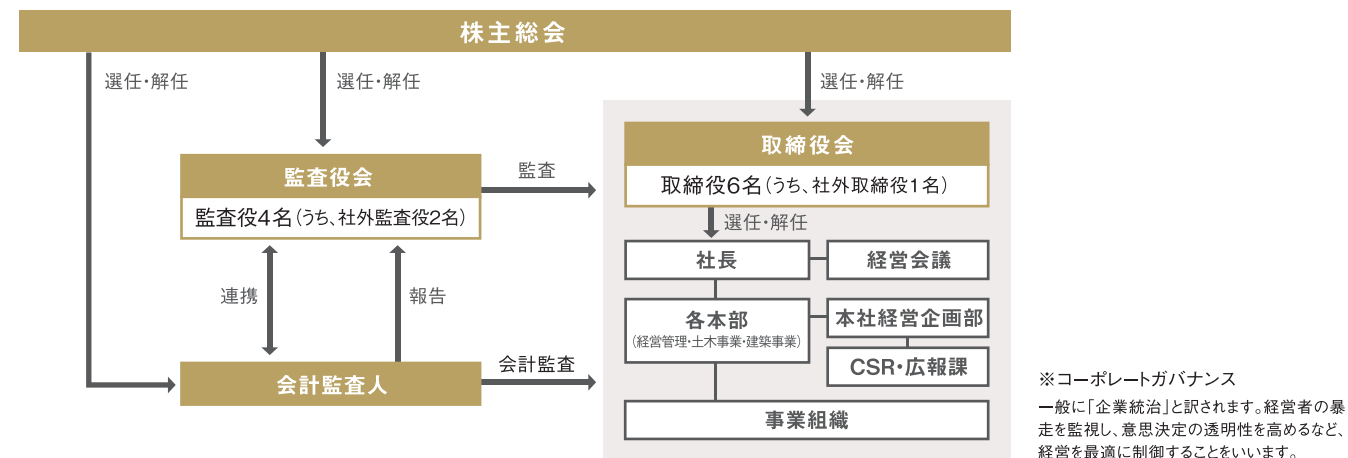 株主総会
選任・解任
選任・解任
選任・解任
監査役会
監査役4名（うち、社外監査役2名）
監査
取締役会
取締役6名（うち、社外取締役1名）
選任・解任
社長
経営会議
連携
報告
各本部
（経営管理・土木事業・建築事業）
本社経営企画部
CSR・広報課
会計監査人
会計監査
事業組織
※コーポレートガバナンス
一般に「企業統治」と訳されます。経営者の暴
走を監視し、意思決定の透明性を高めるなど、
経営を最適に制御することをいいます。